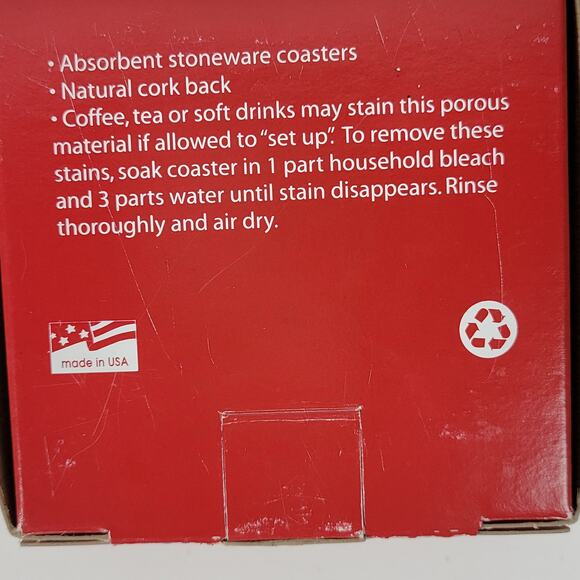 • Absorbent stoneware coasters
• Natural cork back
• Coffee, tea or soft drinks may stain this porous
material if allowed to “set up”. To remove these
stains, soak coaster in 1 part household bleach
and 3 parts water until stain disappears. Rinse
thoroughly and air dry.
made in USA